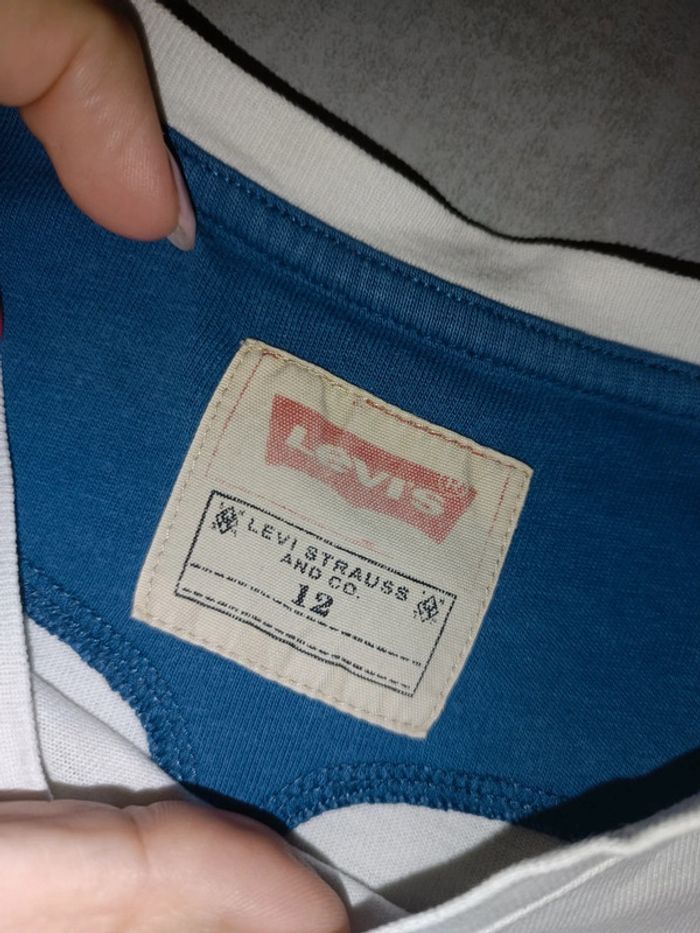 LEVI'S ®
LEVI STRAUSS
AND CO.
12